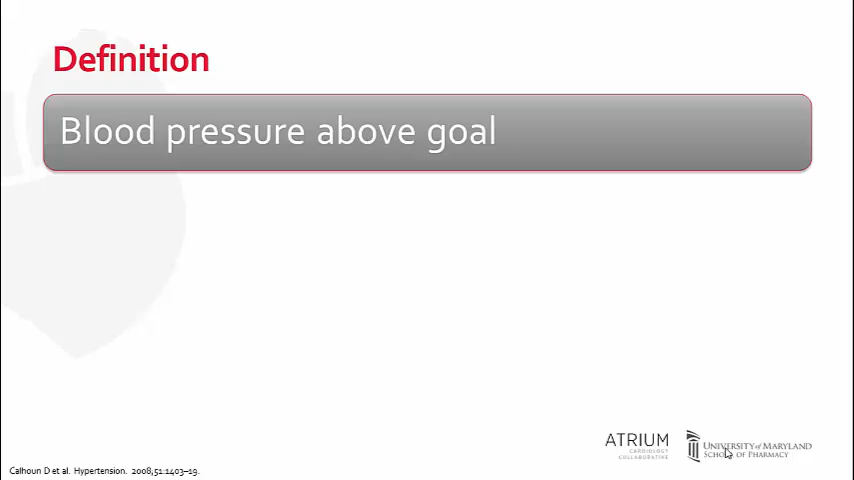 Definition
Blood pressure above goal
ATRIUM
CARDIOLOGY
COLLABORATIVE
UNIVERSITY of MARYLAND
SCHOOL OF PHARMACY
Calhoun D et al. Hypertension. 2008;51:1403–19.